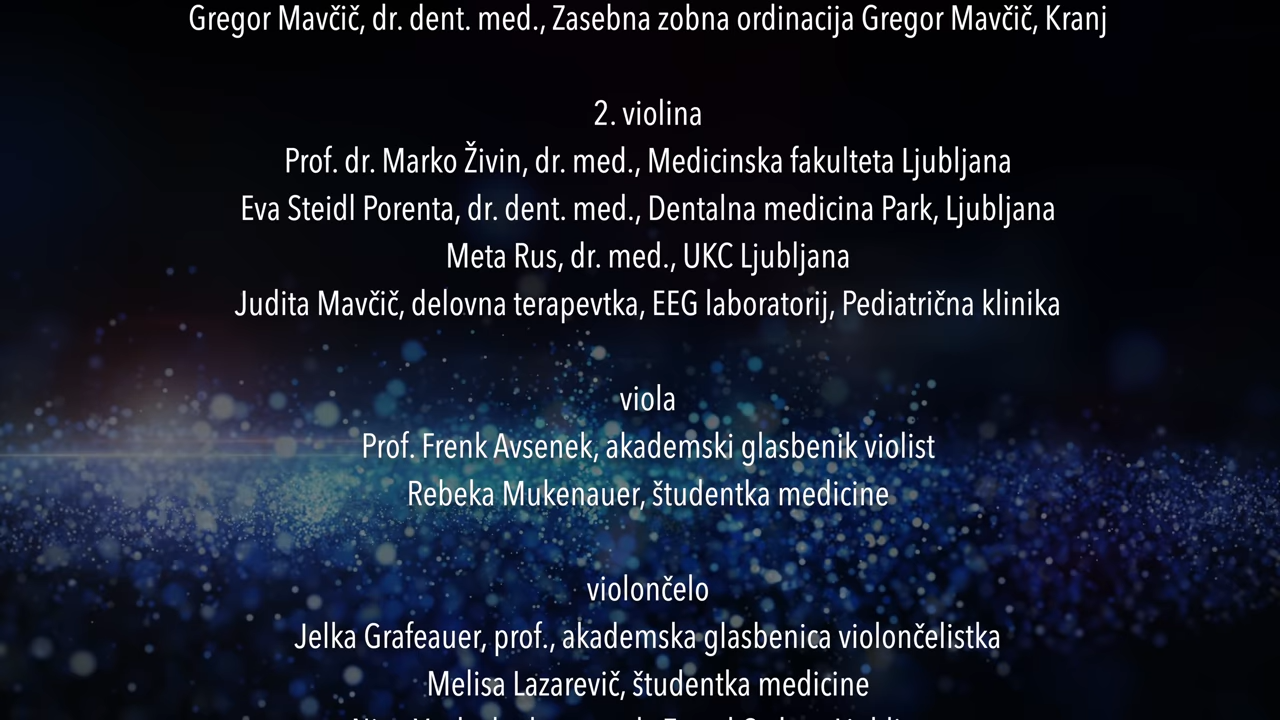 Gregor Mavčič, dr. dent. med., Zasebna zobna ordinacija Gregor Mavčič, Kranj
2. violina
Prof. dr. Marko Živin, dr. med., Medicinska fakulteta Ljubljana
Eva Steidl Porenta, dr. dent. med., Dentalna medicina Park, Ljubljana
Meta Rus, dr. med., UKC Ljubljana
Judita Mavčič, delovna terapevtka, EEG laboratorij, Pediatrična klinika
viola
Prof. Frenk Avsenek, akademski glasbenik violist
Rebeka Mukenauer, študentka medicine
violončelo
Jelka Grafeauer, prof., akademska glasbenica violončelistka
Melisa Lazarevič, študentka medicine